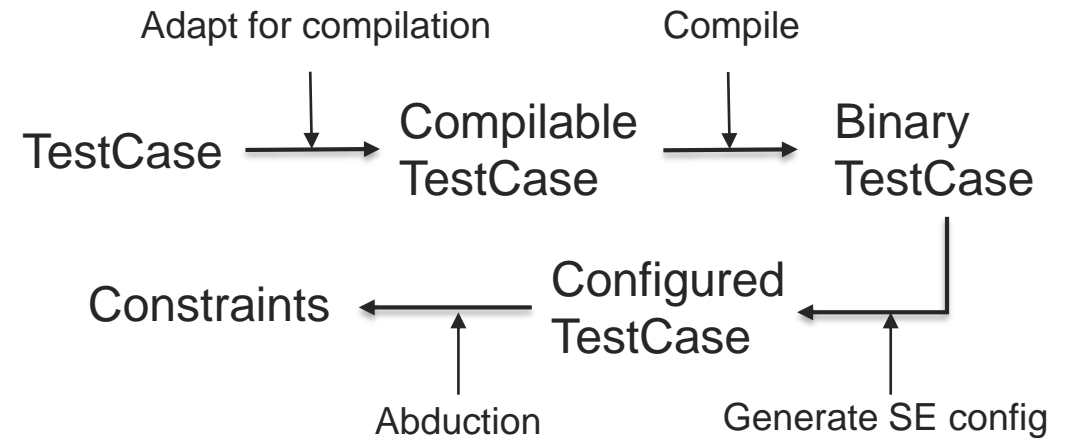 Adapt for compilation
Compile
TestCase
Compilable
TestCase
Binary
TestCase
Constraints
Configured
TestCase
Abduction
Generate SE config